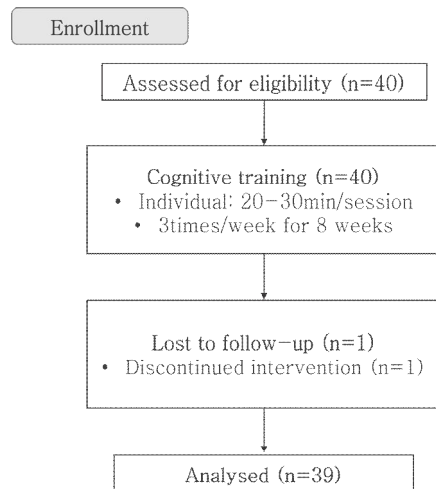 Enrollment
Assessed for eligibility (n=40)
Cognitive training (n=40)
• Individual: 20-30min/session
• 3times/week for 8 weeks
Lost to follow-up (n=1)
• Discontinued intervention (n=1)
Analysed (n=39)